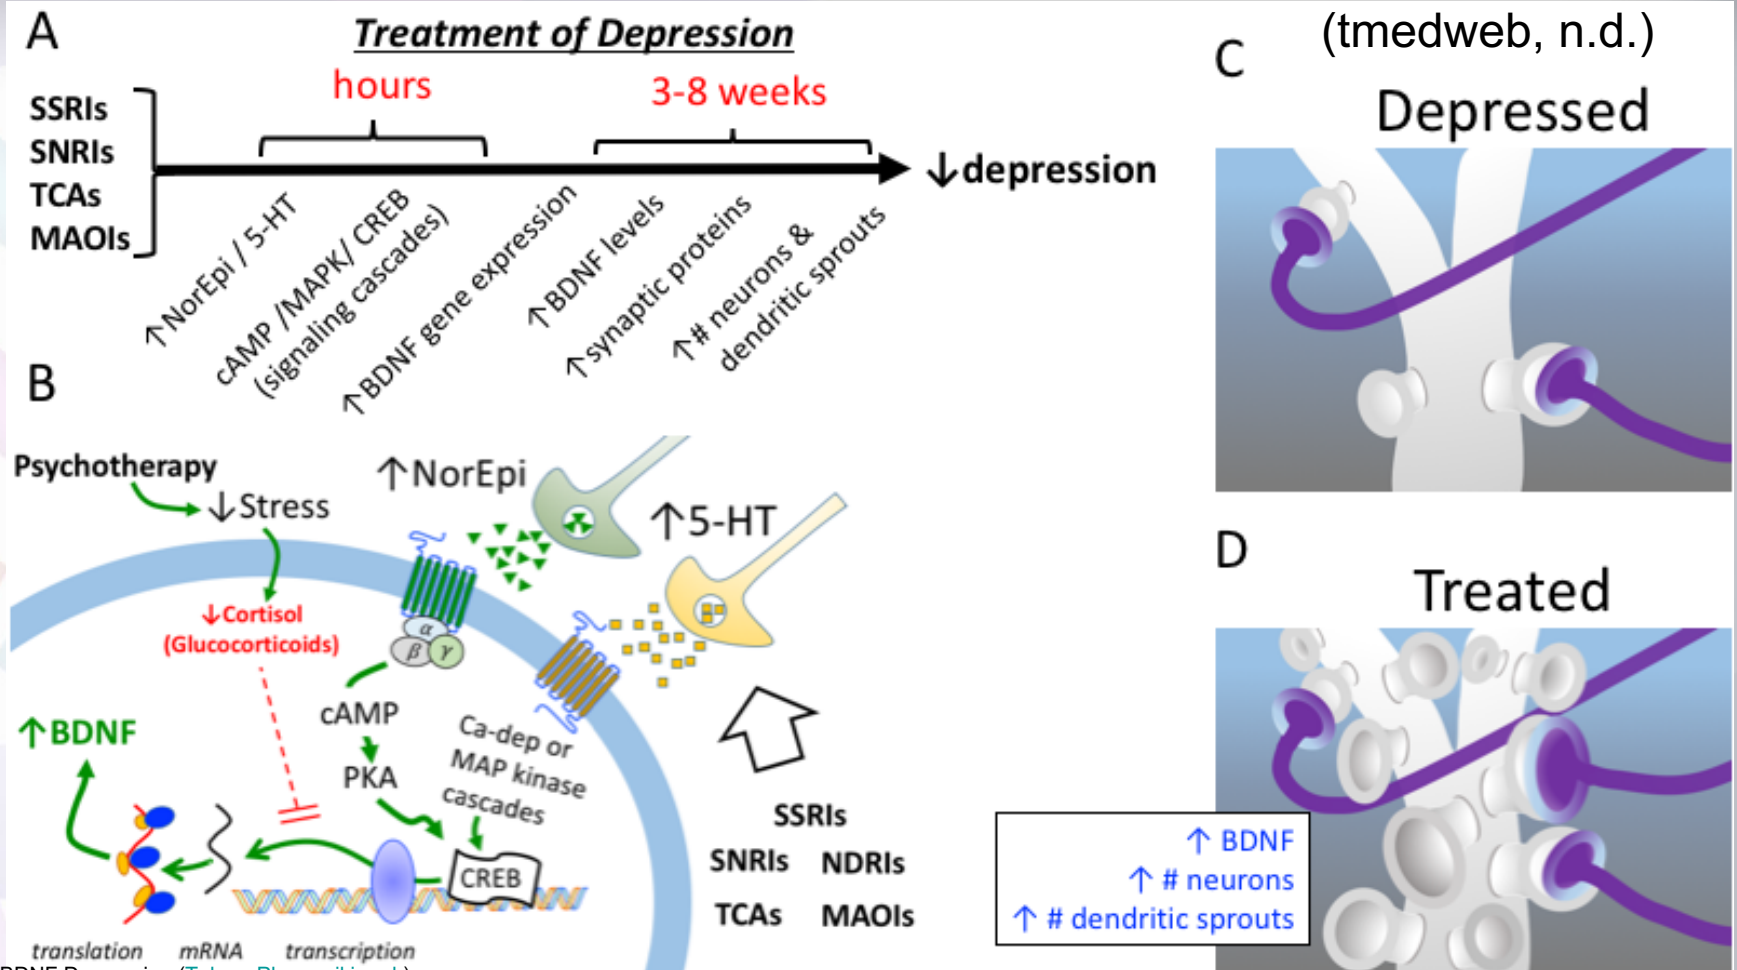 A
Treatment of Depression
hours
3-8 weeks
SSRIs
SNRIs
TCAs
MAOIs
↓depression
↑NorEpi / 5-HT
cAMP /MAPK/ CREB
(signaling cascades)
↑BDNF gene expression
↑BDNF levels
↑synaptic proteins
↑# neurons &
dendritic sprouts
B
Psychotherapy
↓Stress
↓Cortisol
(Glucocorticoids)
↑NorEpi
↑5-HT
α
β γ
cAMP
PKA
Ca-dep or
MAP kinase
cascades
CREB
↑BDNF
translation mRNA transcription
SSRIs
SNRIs NDRIs
TCAs MAOIs
(tmedweb, n.d.)
C
Depressed
D
Treated
↑ BDNF
↑ # neurons
↑ # dendritic sprouts